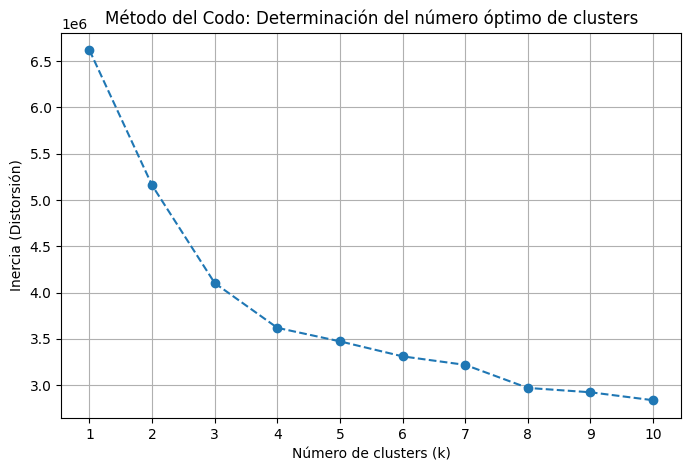 Método del Codo: Determinación del número óptimo de clusters
1e6
6.5
6.0
5.5
5.0
4.5
4.0
3.5
3.0
Inercia (Distorsión)
1 2 3 4 5 6 7 8 9 10
Número de clusters (k)